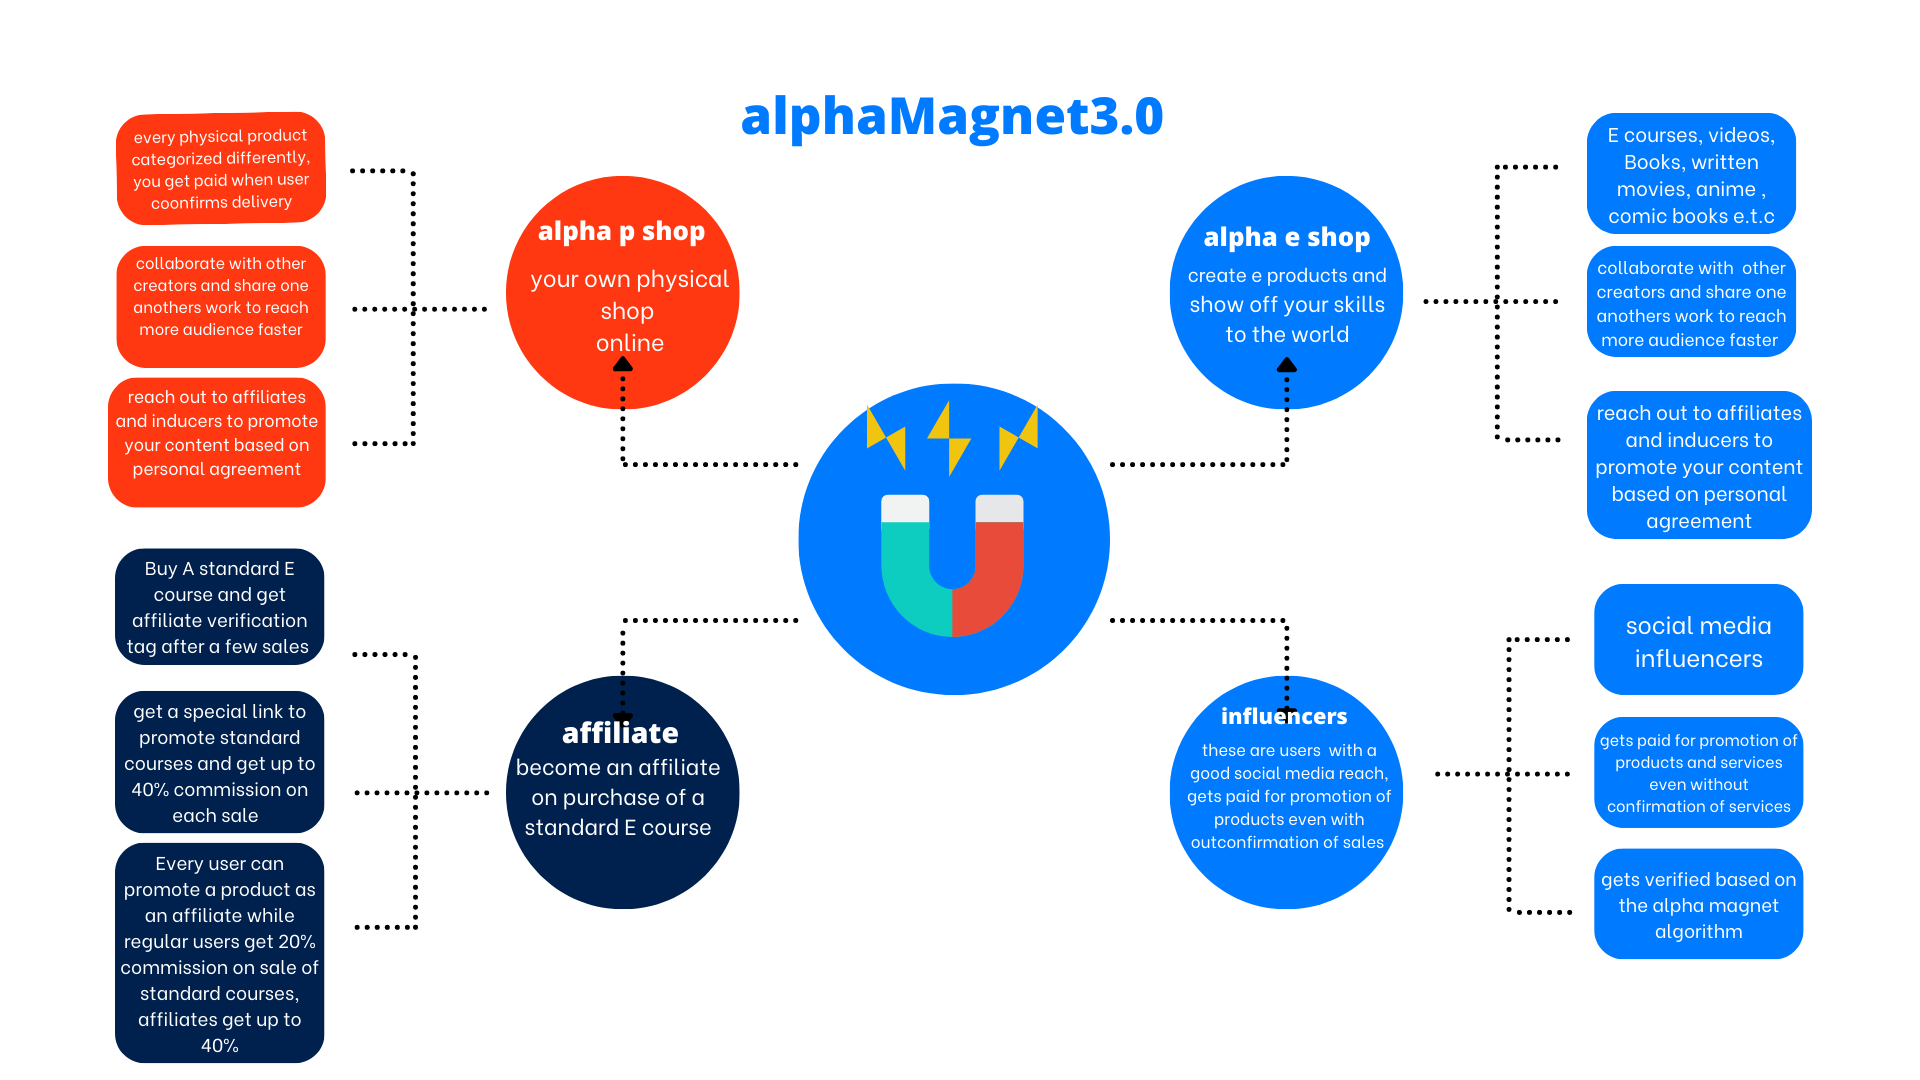 alphaMagnet3.0
every physical product
categorized differently,
you get paid when user
coonfirms delivery
collaborate with other
creators and share one
anothers work to reach
more audience faster
reach out to affiliates
and inducers to promote
your content based on
personal agreement
alpha p shop
your own physical
shop
online
alpha e shop
create e products and
show off your skills
to the world
E courses, videos,
Books, written
movies, anime ,
comic books e.t.c
collaborate with  other
creators and share one
anothers work to reach
more audience faster
reach out to affiliates
and inducers to
promote your content
based on personal
agreement
Buy A standard E
course and get
affiliate verification
tag after a few sales
get a special link to
promote standard
courses and get up to
40% commission on
each sale
Every user can
promote a product as
an affiliate while
regular users get 20%
commission on sale of
standard courses,
affiliates get up to
40%
affiliate
become an affiliate
on purchase of a
standard E course
influencers
these are users  with a
good social media reach,
gets paid for promotion of
products even with
outconfirmation of sales
social media
influencers
gets paid for promotion of
products and services
even without
confirmation of services
gets verified based on
the alpha magnet
algorithm